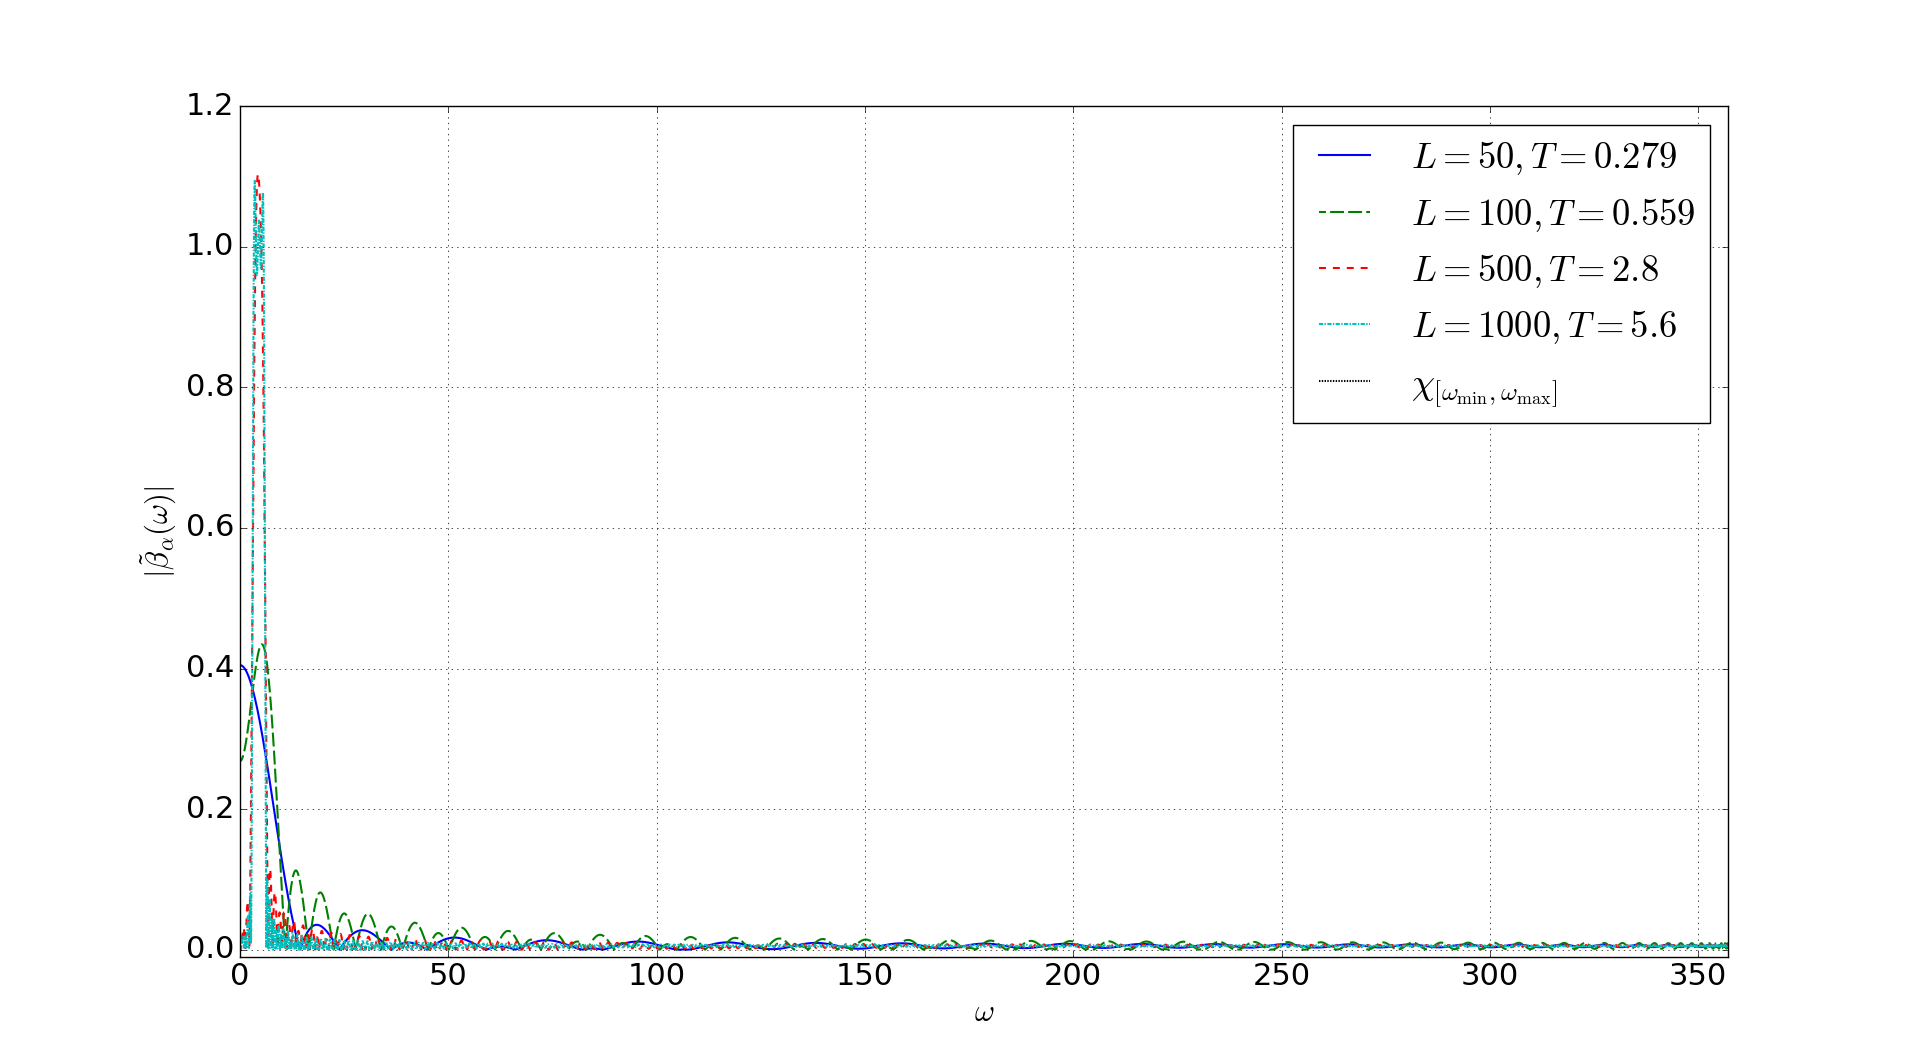 1.2
1.0
0.8
0.6
0.4
0.2
0.0
|β̃_α(ω)|
L = 50, T = 0.279
L = 100, T = 0.559
L = 500, T = 2.8
L = 1000, T = 5.6
χ_[ω_min, ω_max]
0 50 100 150 200 250 300 350
ω